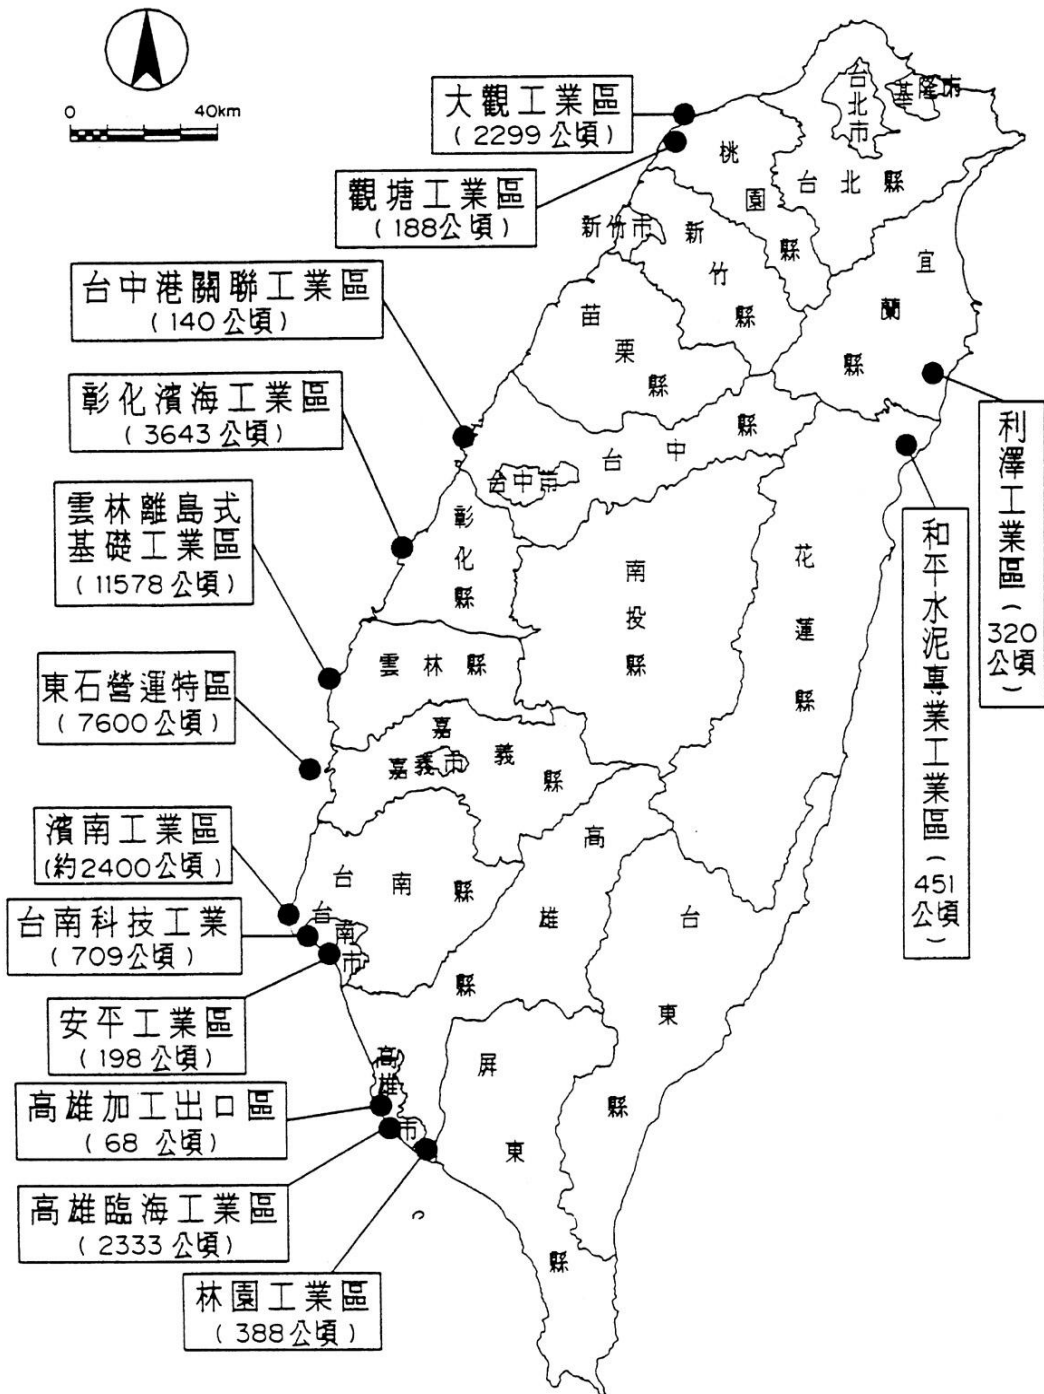 0 40km
大觀工業區
(2299公頃)
觀塘工業區
(188公頃)
台中港關聯工業區
(140公頃)
彰化濱海工業區
(3643公頃)
雲林離島式
基礎工業區
(11578公頃)
東石營運特區
(7600公頃)
濱南工業區
(約2400公頃)
台南科技工業
(709公頃)
安平工業區
(198公頃)
高雄加工出口區
(68 公頃)
高雄臨海工業區
(2333公頃)
林園工業區
(388公頃)
利澤工業區(320公頃)
和平水泥專業工業區(451公頃)
台北市
基隆市
台北縣
桃園縣
新竹市
新竹縣
宜蘭縣
苗栗縣
台中縣
台中市
彰化縣
南投縣
花蓮縣
雲林縣
嘉義縣
嘉義市
台南縣
台南市
高雄縣
高雄市
台東縣
屏東縣